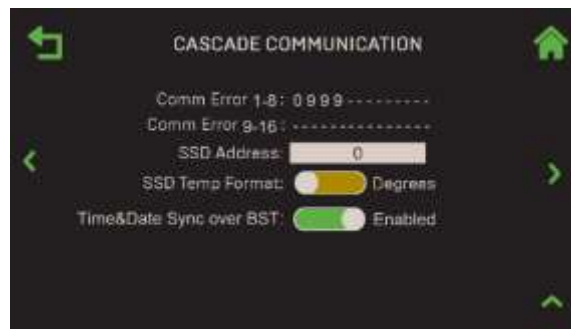 CASCADE COMMUNICATION
Comm Error 1-8: 0 9 9 9 - - - - - - - - -
Comm Error 9-16: - - - - - - - - - - - - - - -
SSD Address: 0
SSD Temp Format: Degrees
Time&Date Sync over BST: Enabled